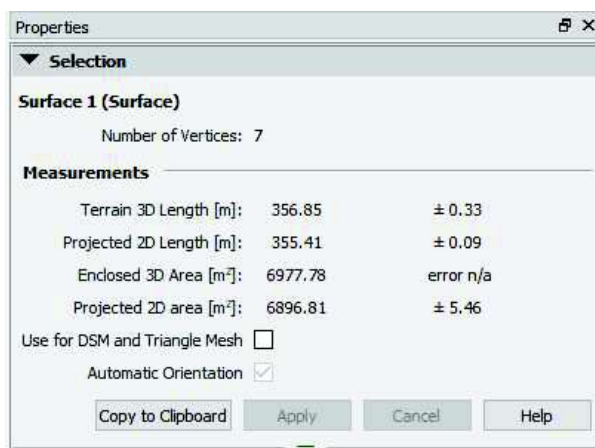 Properties
Selection
Surface 1 (Surface)
Number of Vertices: 7
Measurements
Terrain 3D Length [m]: 356.85 ± 0.33
Projected 2D Length [m]: 355.41 ± 0.09
Enclosed 3D Area [m²]: 6977.78 error n/a
Projected 2D area [m²]: 6896.81 ± 5.46
Use for DSM and Triangle Mesh
Automatic Orientation
Copy to Clipboard Apply Cancel Help